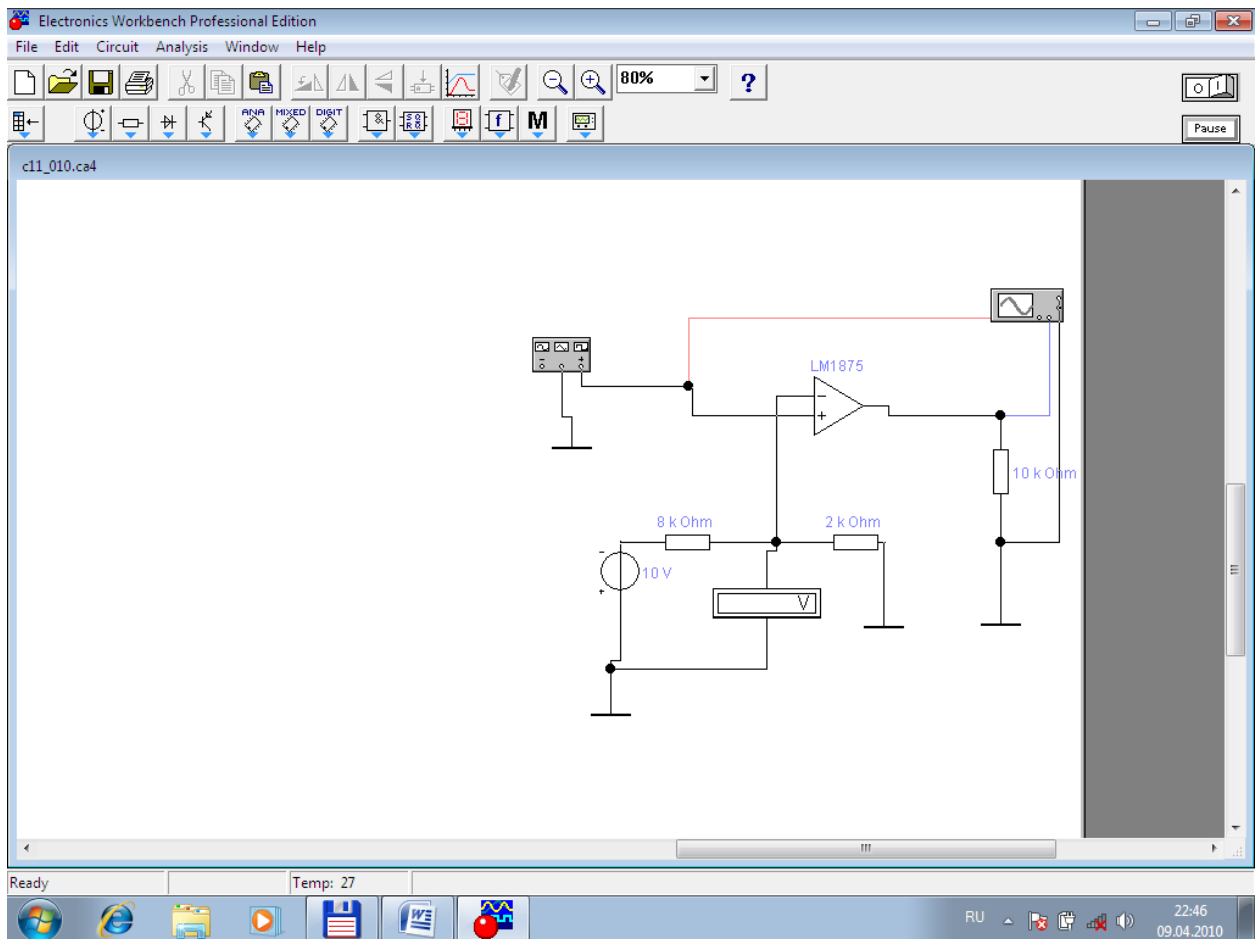 Electronics Workbench Professional Edition
File Edit Circuit Analysis Window Help
80%
?
ANA MIXED DIGIT
&
f
M
Pause
c11_010.ca4
LM1875
10 k Ohm
8 k Ohm
2 k Ohm
10 V
V
Ready
Temp: 27
RU
22:46
09.04.2010